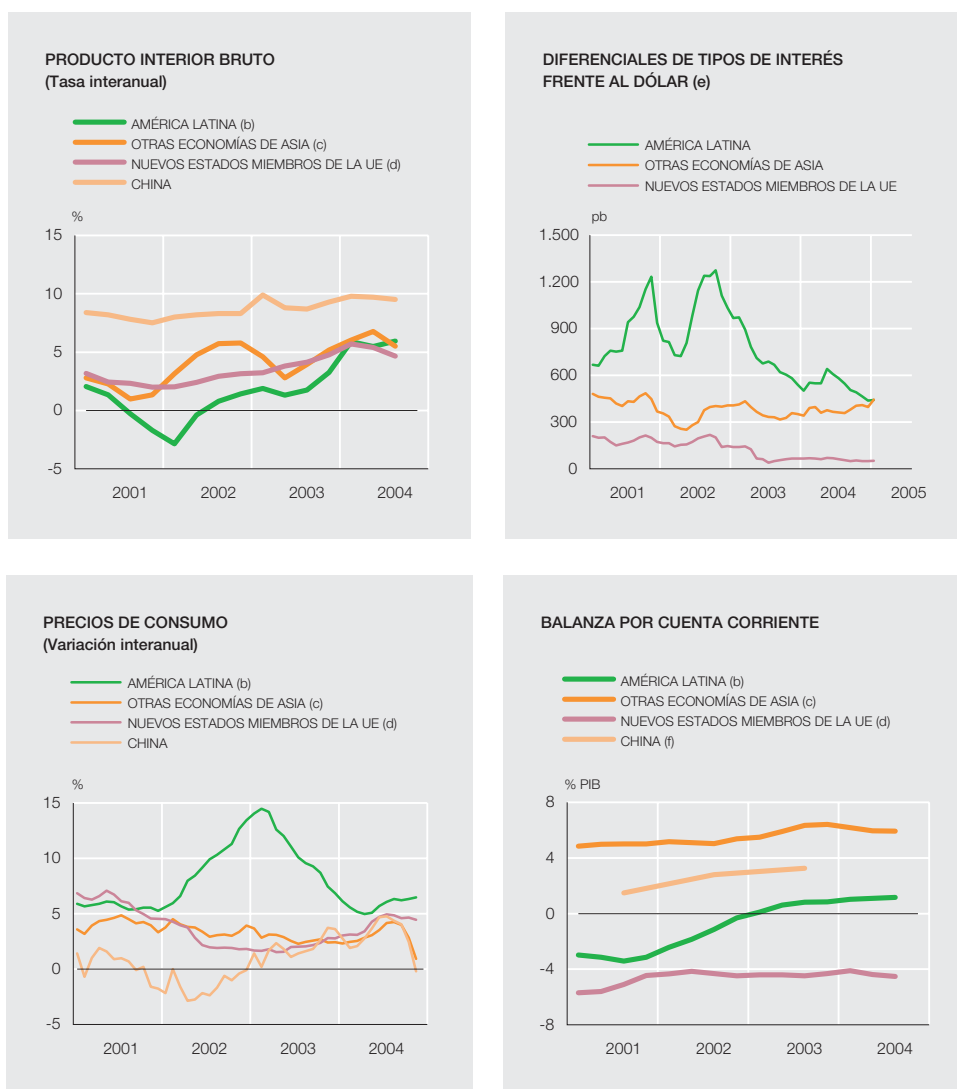 PRODUCTO INTERIOR BRUTO
(Tasa interanual)
AMÉRICA LATINA (b)
OTRAS ECONOMÍAS DE ASIA (c)
NUEVOS ESTADOS MIEMBROS DE LA UE (d)
CHINA
%
15
10
5
0
-5
2001 2002 2003 2004
DIFERENCIALES DE TIPOS DE INTERÉS
FRENTE AL DÓLAR (e)
AMÉRICA LATINA
OTRAS ECONOMÍAS DE ASIA
NUEVOS ESTADOS MIEMBROS DE LA UE
pb
1.500
1.200
900
600
300
0
2001 2002 2003 2004 2005
PRECIOS DE CONSUMO
(Variación interanual)
AMÉRICA LATINA (b)
OTRAS ECONOMÍAS DE ASIA (c)
NUEVOS ESTADOS MIEMBROS DE LA UE (d)
CHINA
%
15
10
5
0
-5
2001 2002 2003 2004
BALANZA POR CUENTA CORRIENTE
AMÉRICA LATINA (b)
OTRAS ECONOMÍAS DE ASIA (c)
NUEVOS ESTADOS MIEMBROS DE LA UE (d)
CHINA (f)
% PIB
8
4
0
-4
-8
2001 2002 2003 2004